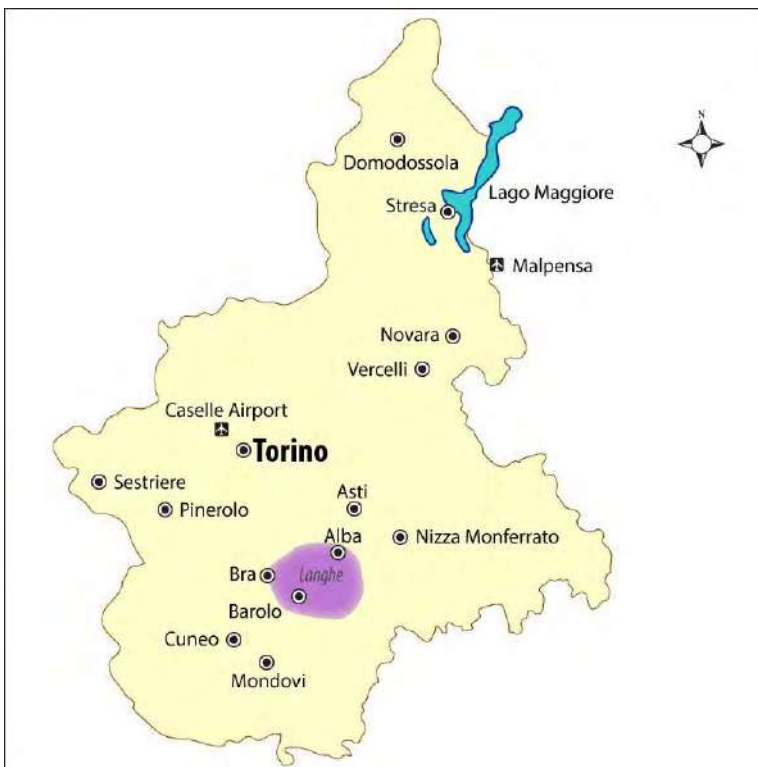 N
Domodossola
Lago Maggiore
Stresa
Malpensa
Novara
Vercelli
Caselle Airport
Torino
Sestriere
Pinerolo
Asti
Alba
Nizza Monferrato
Bra
Langhe
Barolo
Cuneo
Mondovi